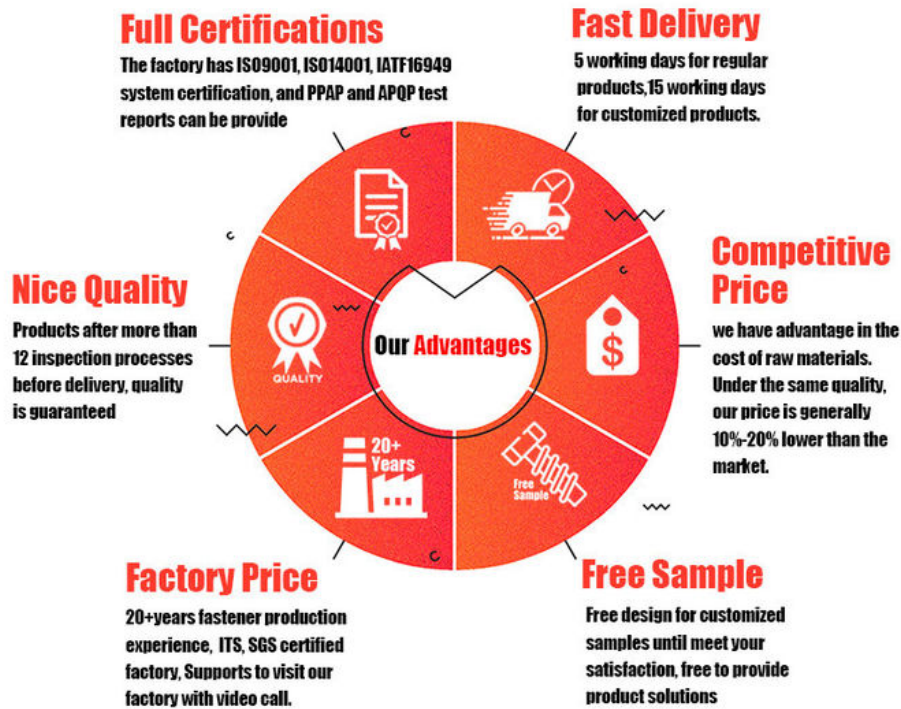 Full Certifications
The factory has ISO9001, ISO14001, IATF16949
system certification, and PPAP and APQP test
reports can be provide
Fast Delivery
5 working days for regular
products,15 working days
for customized products.
Nice Quality
Products after more than
12 inspection processes
before delivery, quality
is guaranteed
QUALITY
Our Advantages
$
Competitive
Price
we have advantage in the
cost of raw materials.
Under the same quality,
our price is generally
10%-20% lower than the
market.
20+
Years
Free
Sample
Factory Price
20+years fastener production
experience, ITS, SGS certified
factory, Supports to visit our
factory with video call.
Free Sample
Free design for customized
samples until meet your
satisfaction, free to provide
product solutions